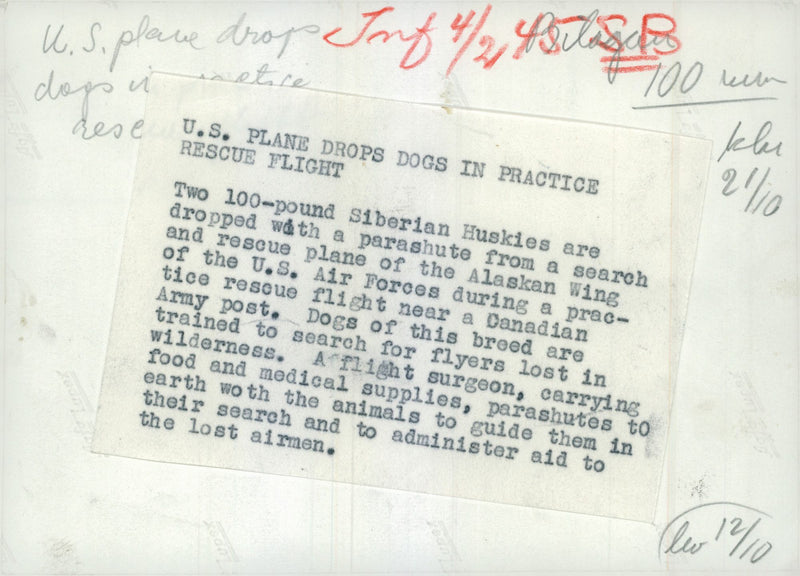 U.S. plane drops
dogs in practice
rescue
Inf 4/2, 45 SB
100 mm
21/10
U.S. PLANE DROPS DOGS IN PRACTICE
RESCUE FLIGHT
Two 100-pound Siberian Huskies are
dropped with a parashute from a search
and rescue plane of the Alaskan Wing
of the U.S. Air Forces during a prac-
tice rescue flight near a Canadian
Army post. Dogs of this breed are
trained to search for flyers lost in
wilderness. A flight surgeon, carrying
food and medical supplies, parashutes to
earth woth the animals to guide them in
their search and to administer aid to
the lost airmen.
12/10